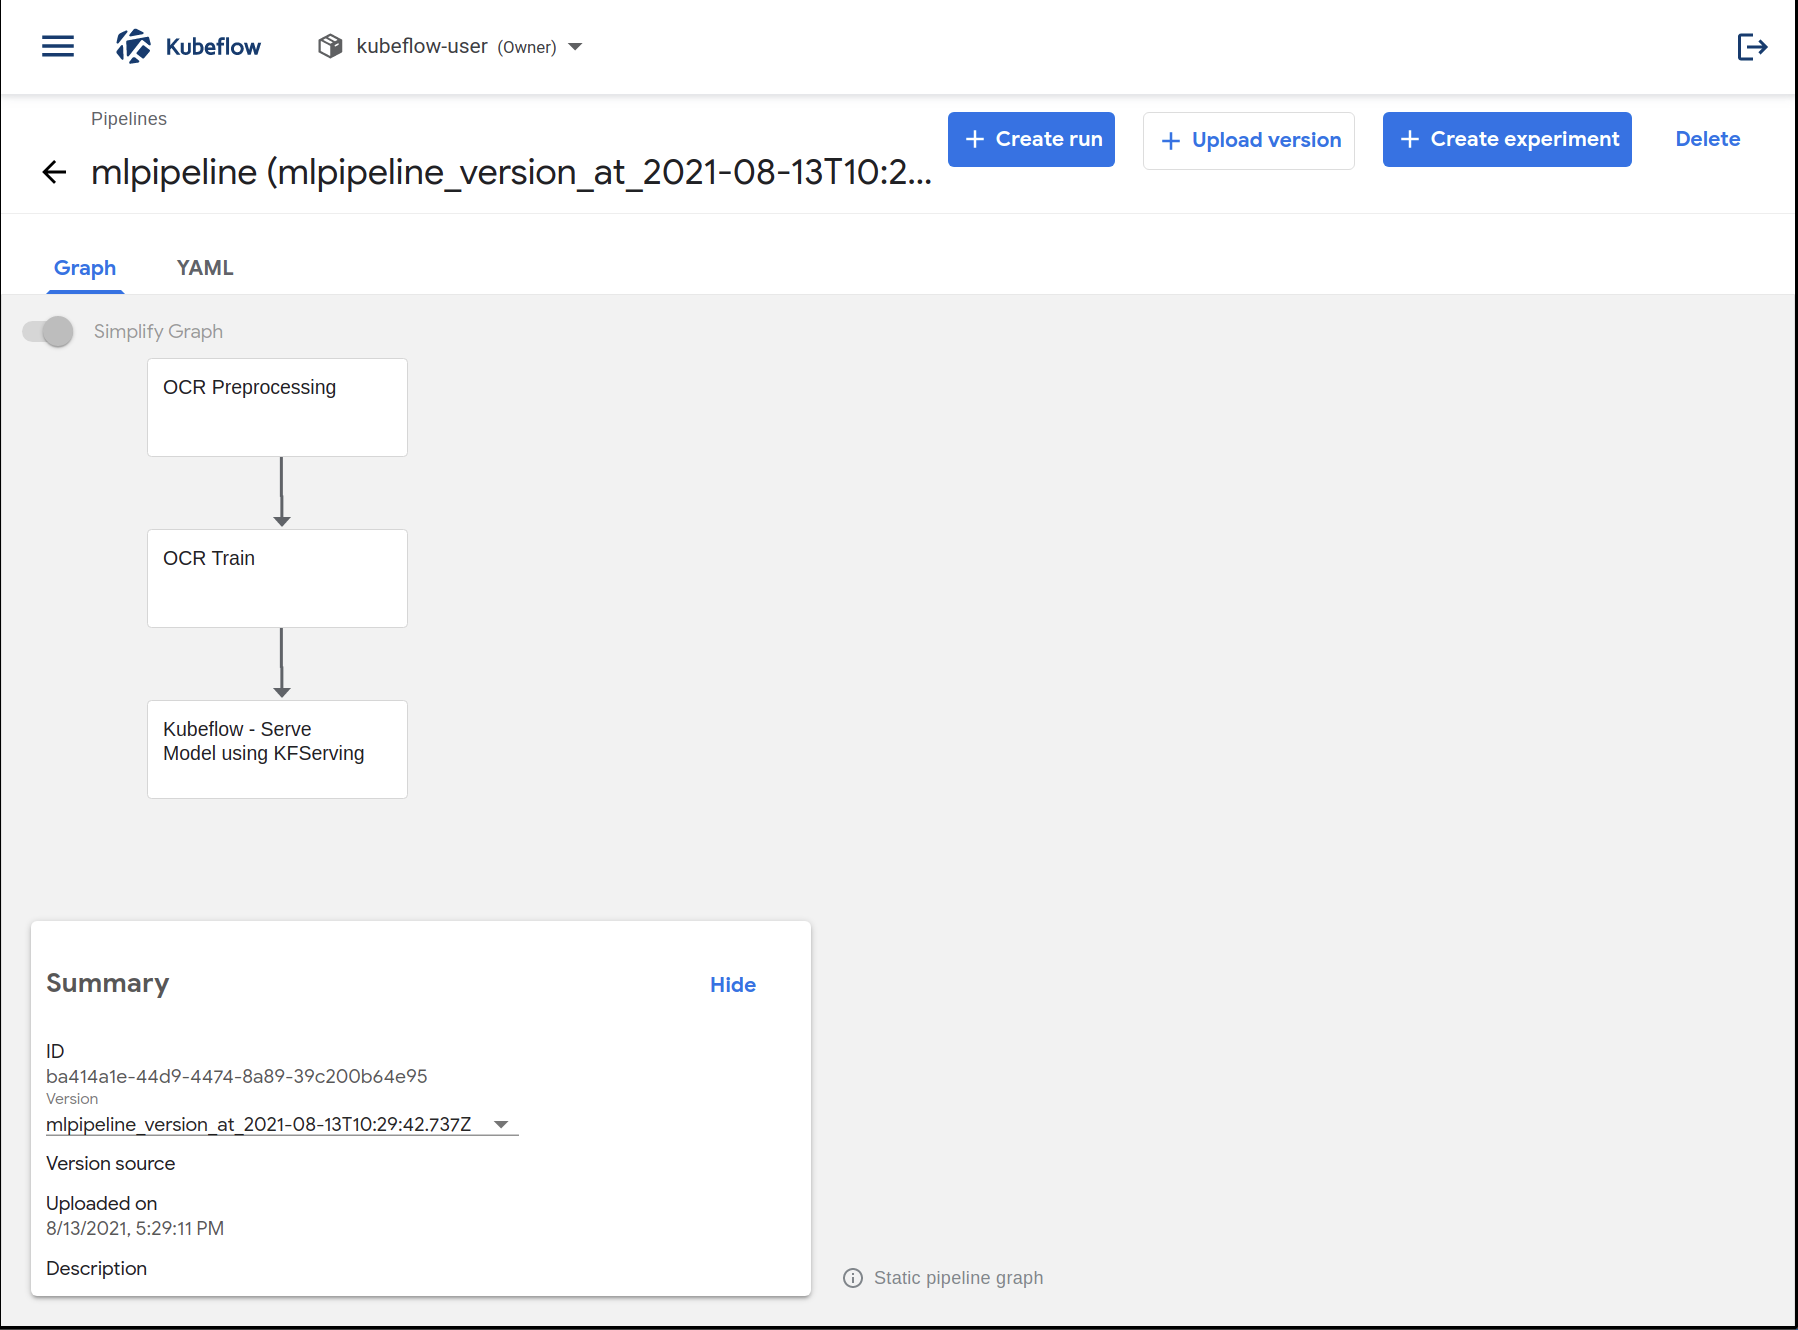 Kubeflow
kubeflow-user (Owner)
Pipelines
mlpipeline (mlpipeline_version_at_2021-08-13T10:2...
Create run
Upload version
Create experiment
Delete
Graph
YAML
Simplify Graph
OCR Preprocessing
OCR Train
Kubeflow - Serve
Model using KFServing
Summary
Hide
ID
ba414a1e-44d9-4474-8a89-39c200b64e95
Version
mlpipeline_version_at_2021-08-13T10:29:42.737Z
Version source
Uploaded on
8/13/2021, 5:29:11 PM
Description
Static pipeline graph